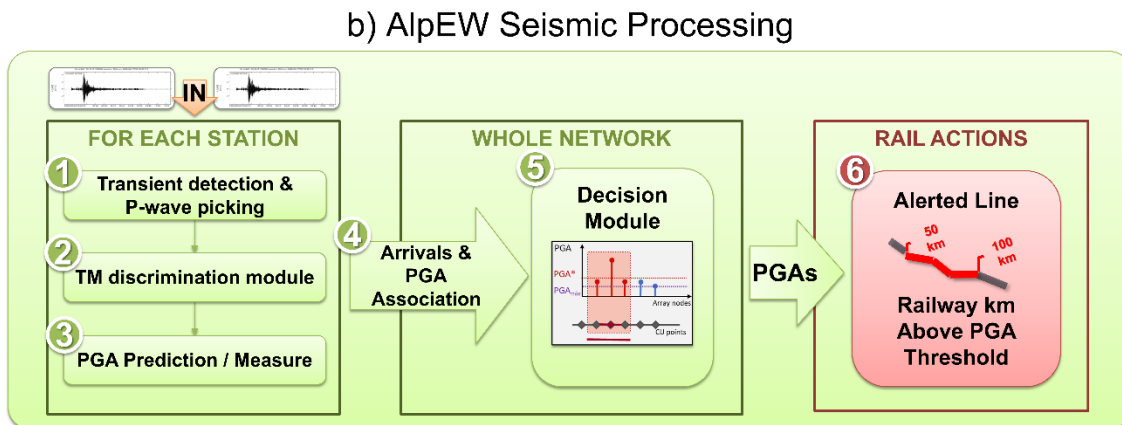 b) AlpEW Seismic Processing
IN
FOR EACH STATION
1
Transient detection &
P-wave picking
2
TM discrimination module
3
PGA Prediction / Measure
WHOLE NETWORK
4
Arrivals &
PGA
Association
5
Decision
Module
PGA
PGA*
PGAmax
Array nodes
CU points
PGAs
RAIL ACTIONS
6
Alerted Line
50
km
100
km
Railway km
Above PGA
Threshold